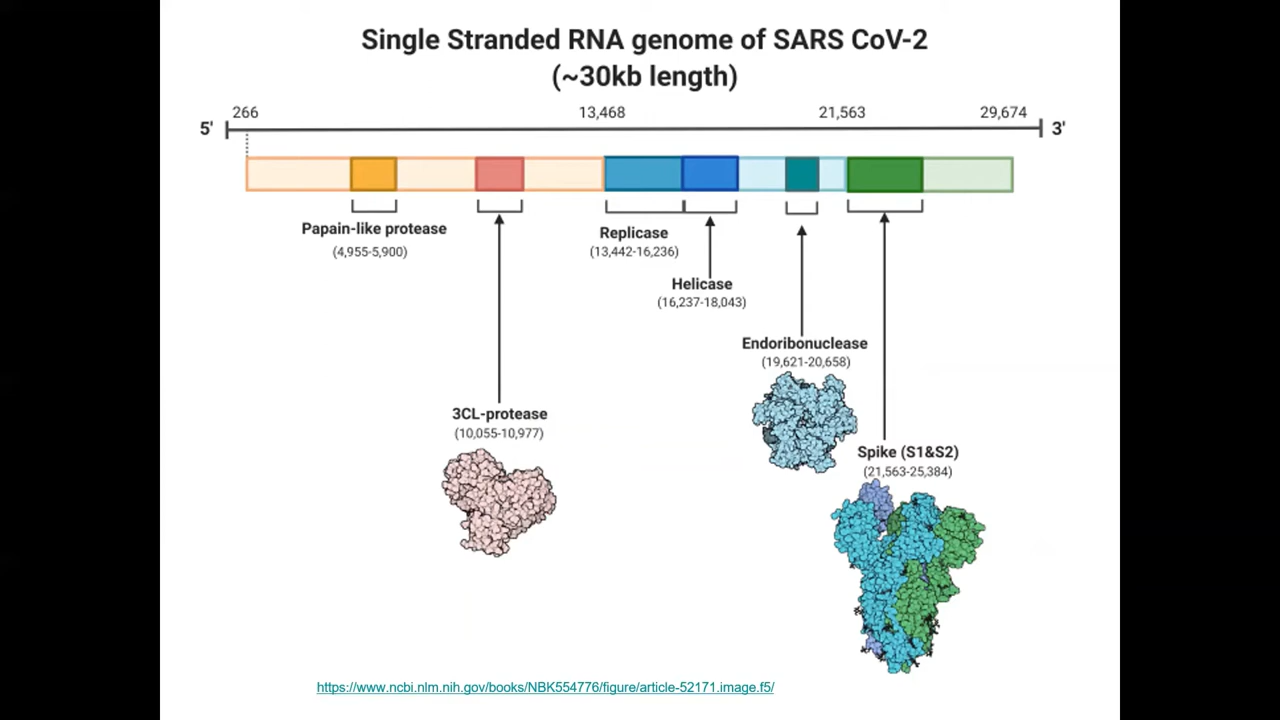 Single Stranded RNA genome of SARS CoV-2
(~30kb length)
266
13,468
21,563
29,674
5'
3'
Papain-like protease
(4,955-5,900)
Replicase
(13,442-16,236)
Helicase
(16,237-18,043)
Endoribonuclease
(19,621-20,658)
3CL-protease
(10,055-10,977)
Spike (S1&S2)
(21,563-25,384)
https://www.ncbi.nlm.nih.gov/books/NBK554776/figure/article-52171.image.f5/